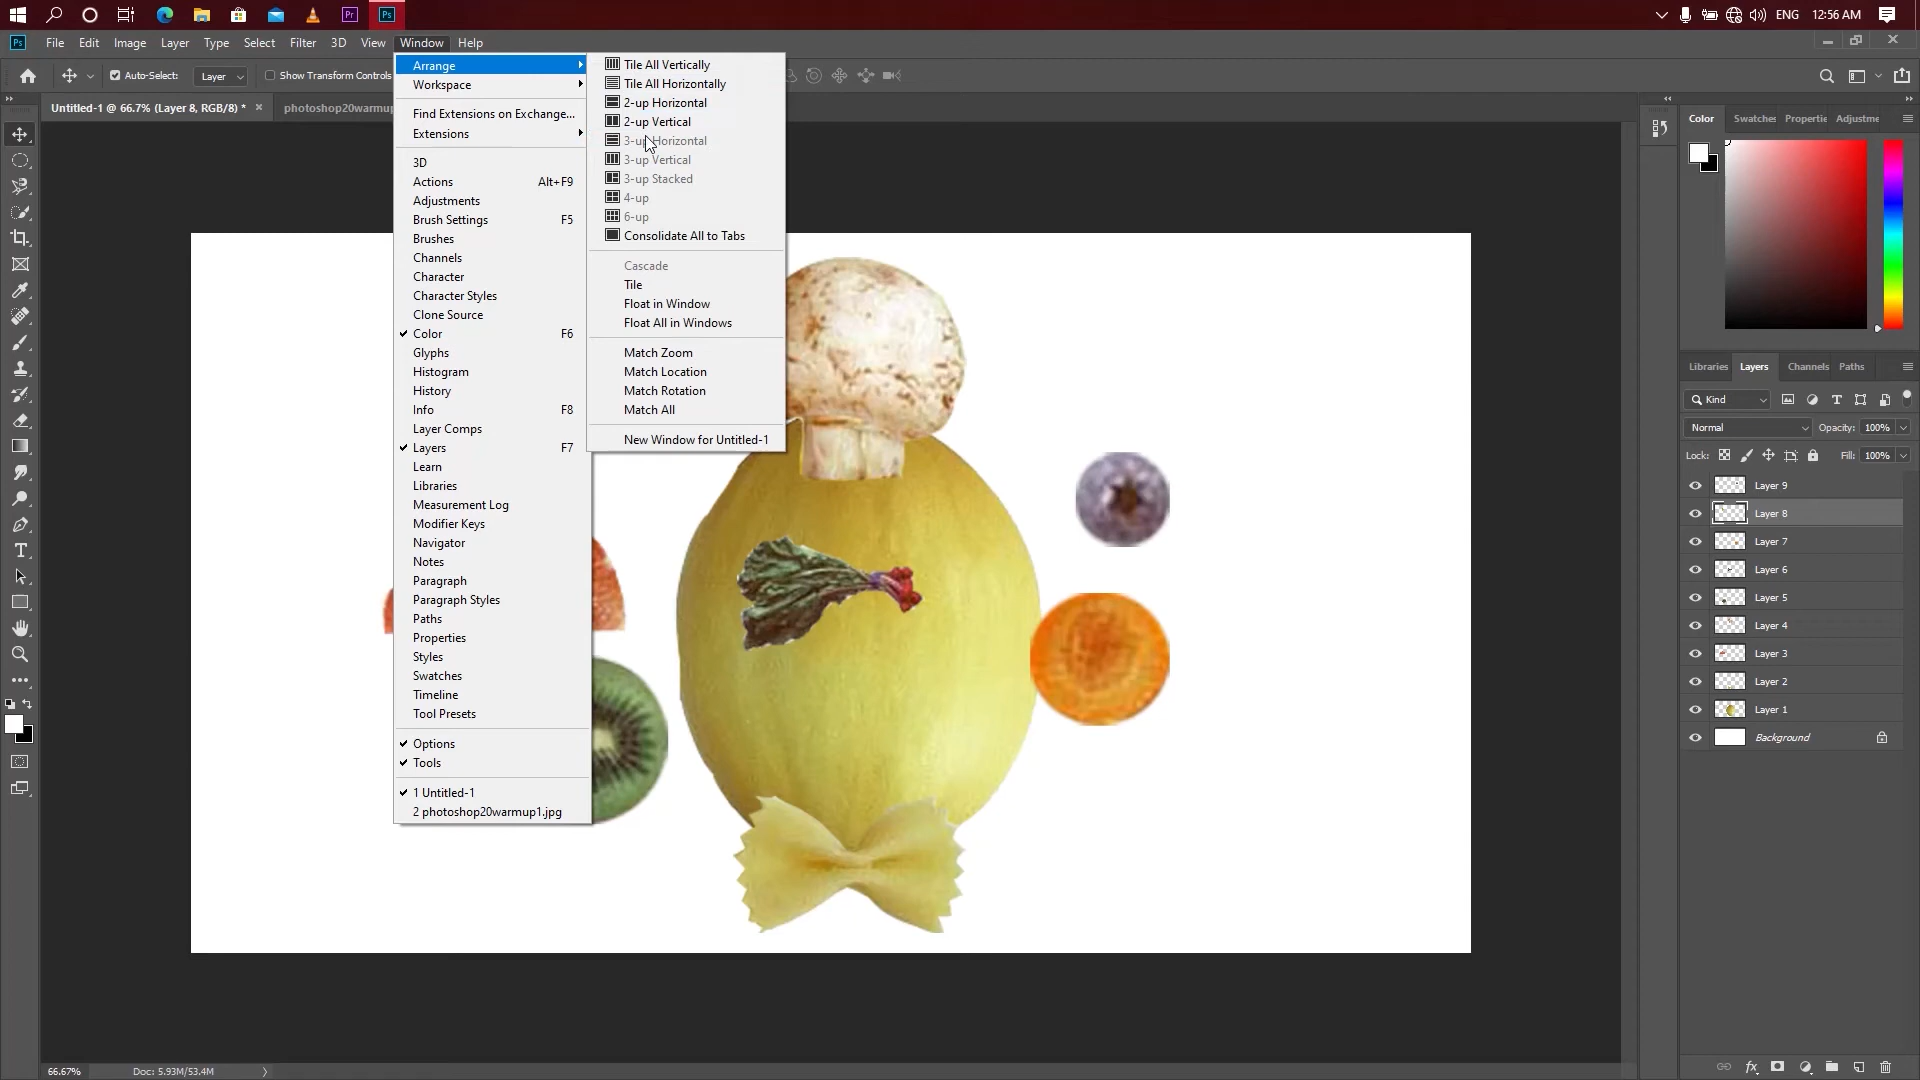 ENG 12:56 AM
File Edit Image Layer Type Select Filter 3D View Window Help
Auto-Select: Layer Show Transform Controls
Untitled-1 @ 66.7% (Layer 8, RGB/8) * × photoshop20warmup
Arrange
Workspace
Find Extensions on Exchange...
Extensions
3D
Actions Alt+F9
Adjustments
Brush Settings F5
Brushes
Channels
Character
Character Styles
Clone Source
Color F6
Glyphs
Histogram
History
Info F8
Layer Comps
Layers F7
Learn
Libraries
Measurement Log
Modifier Keys
Navigator
Notes
Paragraph
Paragraph Styles
Paths
Properties
Styles
Swatches
Timeline
Tool Presets
Options
Tools
1 Untitled-1
2 photoshop20warmup1.jpg
Tile All Vertically
Tile All Horizontally
2-up Horizontal
2-up Vertical
3-up Horizontal
3-up Vertical
3-up Stacked
4-up
6-up
Consolidate All to Tabs
Cascade
Tile
Float in Window
Float All in Windows
Match Zoom
Match Location
Match Rotation
Match All
New Window for Untitled-1
Color Swatches Propertie Adjustme
Libraries Layers Channels Paths
Kind
Normal Opacity: 100%
Lock: Fill: 100%
Layer 9
Layer 8
Layer 7
Layer 6
Layer 5
Layer 4
Layer 3
Layer 2
Layer 1
Background
66.67% Doc: 5.93M/53.4M